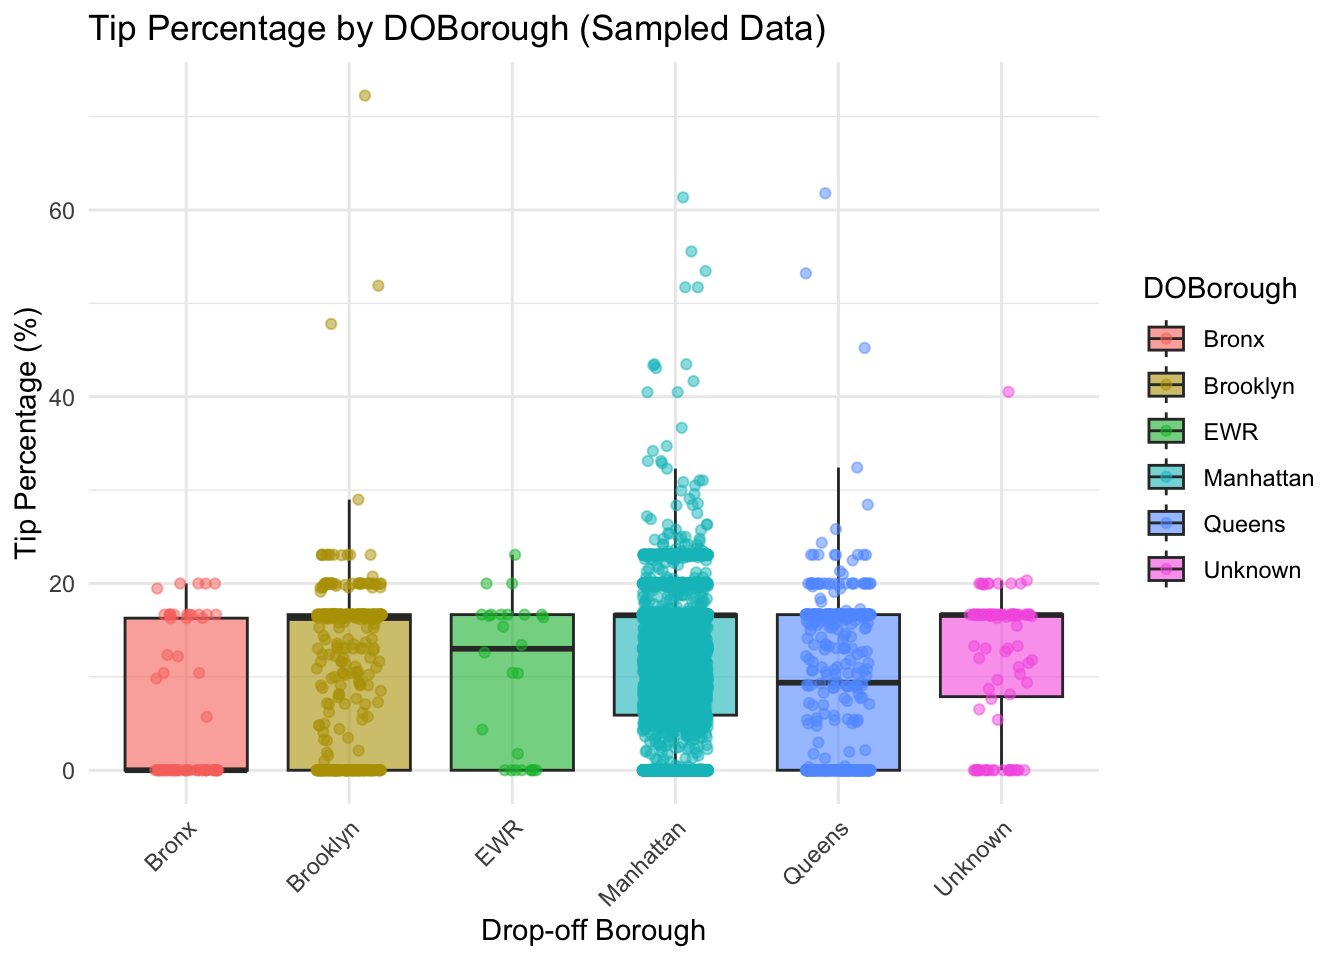 Tip Percentage by DOBorough (Sampled Data)
Tip Percentage (%)
60
40
20
0
Bronx
Brooklyn
EWR
Manhattan
Queens
Unknown
Drop-off Borough
DOBorough
Bronx
Brooklyn
EWR
Manhattan
Queens
Unknown